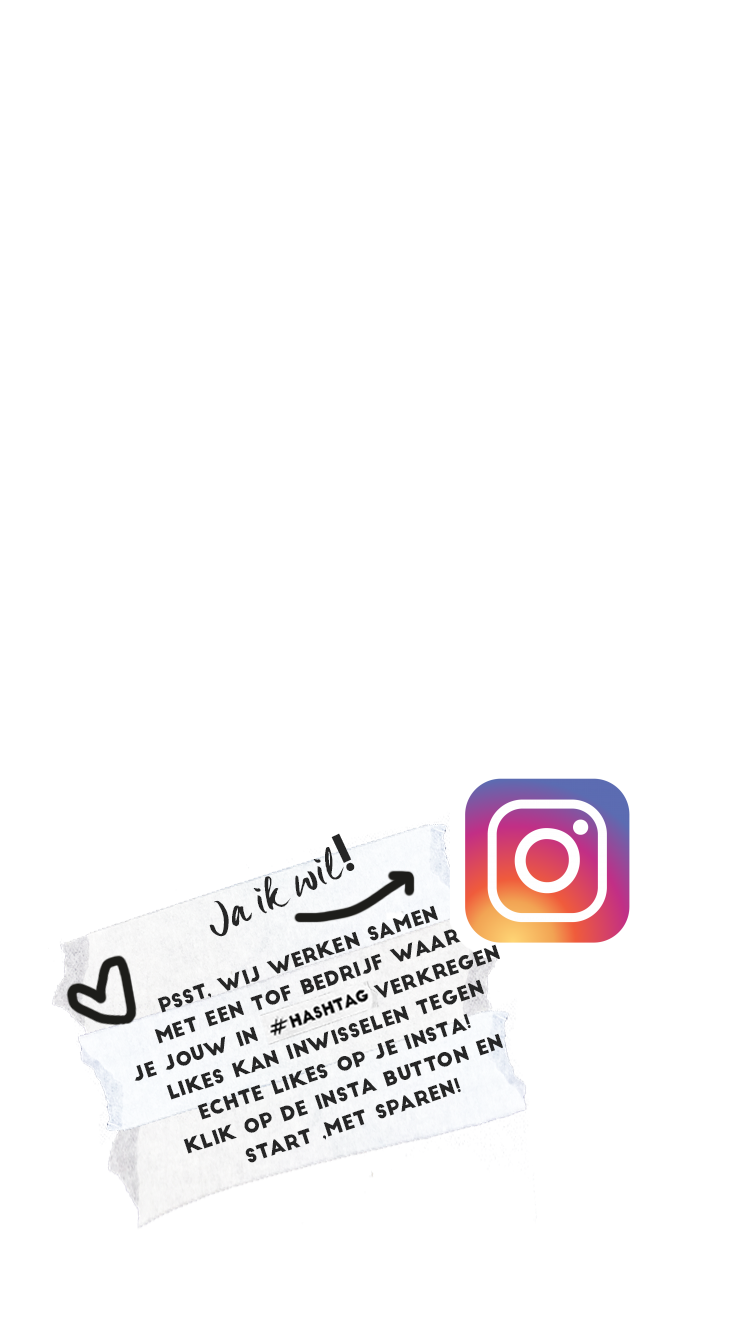 Ja ik wil!
PSST, WIJ WERKEN SAMEN
MET EEN TOF BEDRIJF WAAR
JE JOUW IN #HASHTAG VERKREGEN
LIKES KAN INWISSELEN TEGEN
ECHTE LIKES OP JE INSTA!
KLIK OP DE INSTA BUTTON EN
START ,MET SPAREN!